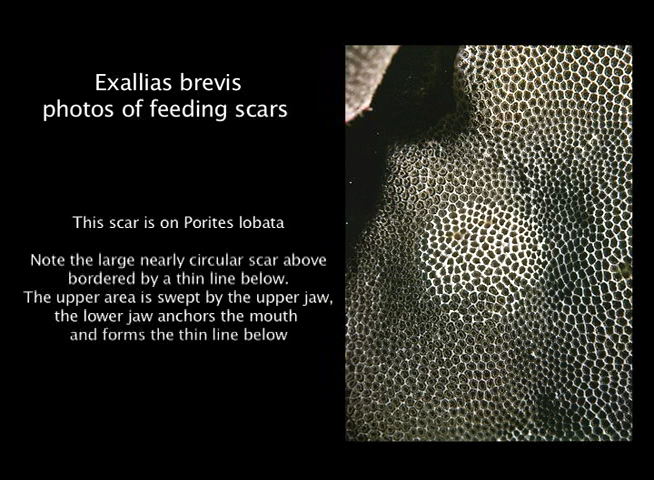 Exallias brevis
photos of feeding scars
This scar is on Porites lobata
Note the large nearly circular scar above
bordered by a thin line below.
The upper area is swept by the upper jaw,
the lower jaw anchors the mouth
and forms the thin line below